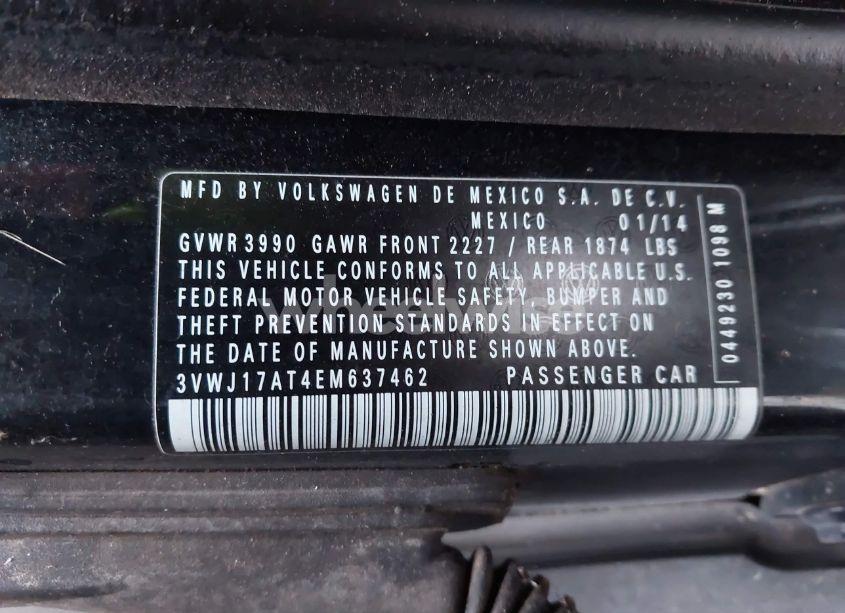 MFD BY VOLKSWAGEN DE MEXICO S.A. DE C.V.
MEXICO 01/14
GVWR 3990 GAWR FRONT 2227 / REAR 1874 LBS
THIS VEHICLE CONFORMS TO ALL APPLICABLE U.S.
FEDERAL MOTOR VEHICLE SAFETY, BUMPER AND
THEFT PREVENTION STANDARDS IN EFFECT ON
THE DATE OF MANUFACTURE SHOWN ABOVE.
3VWJ17AT4EM637462 PASSENGER CAR
0449230 1098 M